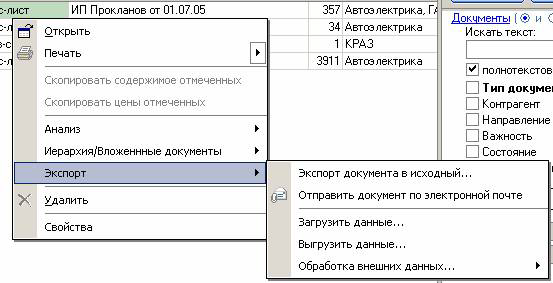 с-лист ИП Прокланов от 01.07.05 357 Автоэлектрика, ГА
34 Автоэлектрика
1 КРАЗ
3911 Автоэлектрика
Открыть
Печать
Скопировать содержимое отмеченных
Скопировать цены отмеченных
Анализ
Иерархия/Вложеннные документы
Экспорт
Удалить
Свойства
Экспорт документа в исходный...
Отправить документ по электронной почте
Загрузить данные...
Выгрузить данные...
Обработка внешних данных...
Документы ( и
Искать текст:
полнотекстов
Тип докумен
Контрагент
Направление
Важность
Состояние